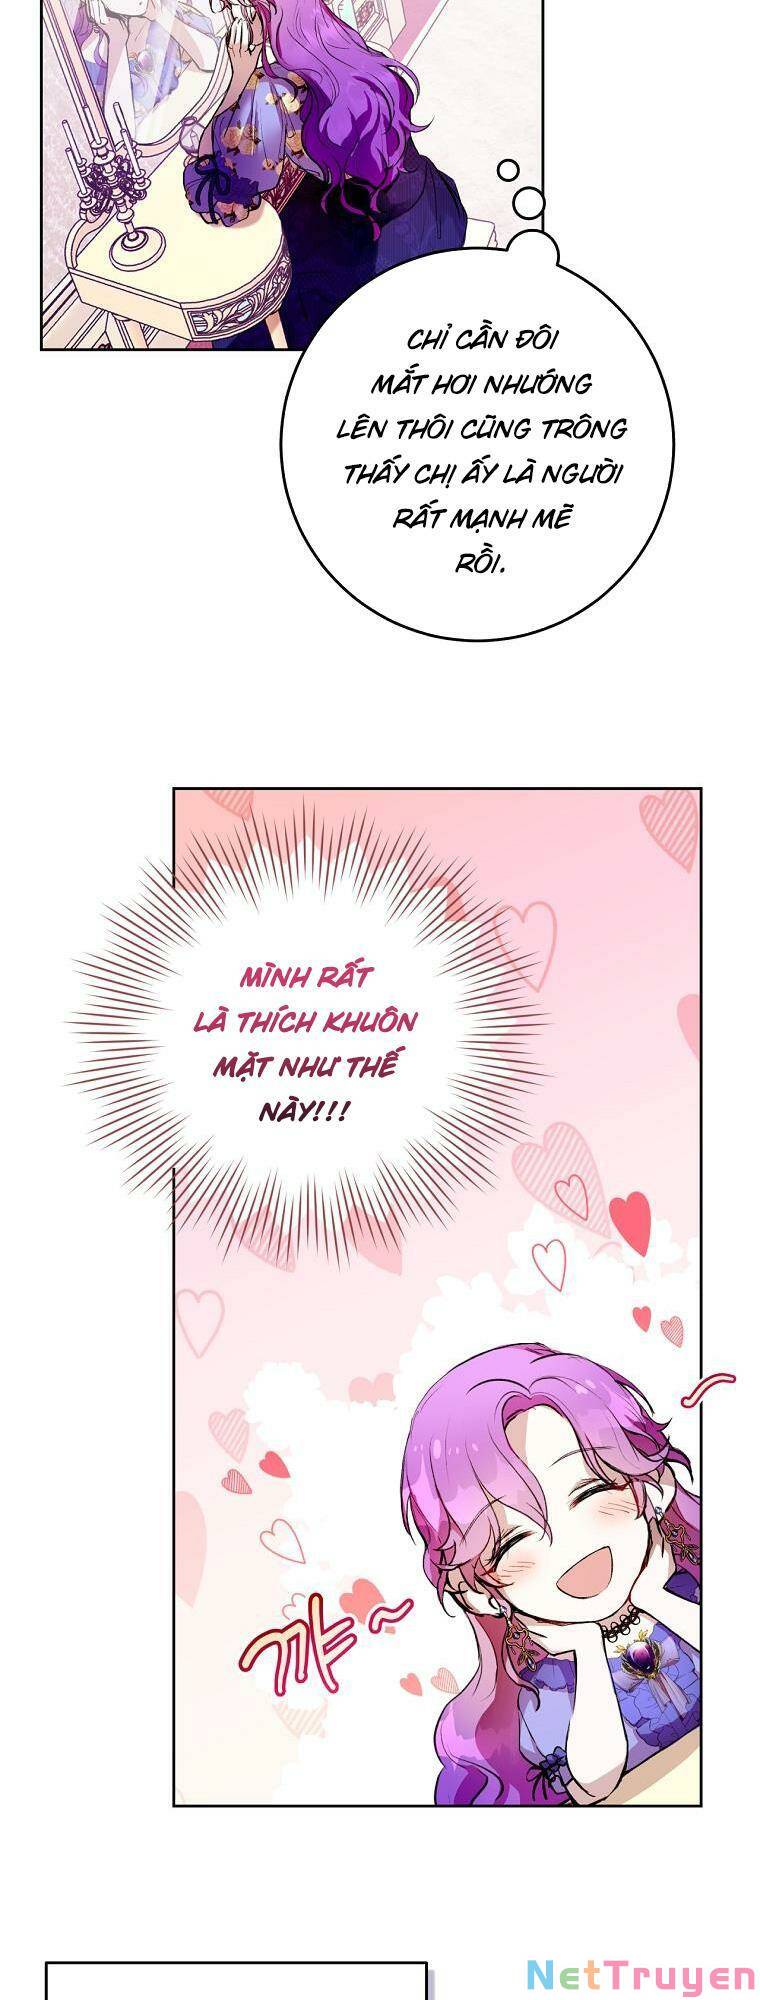 CHỈ CẦN ĐÔI
MẮT HƠI NHƯỚNG
LÊN THÔI CŨNG TRÔNG
THẤY CHỊ ẤY LÀ NGƯỜI
RẤT MẠNH MẼ
RỒI.
MÌNH RẤT
LÀ THÍCH KHUÔN
MẶT NHƯ THẾ
NÀY!!!
꺄~
NetTruyen